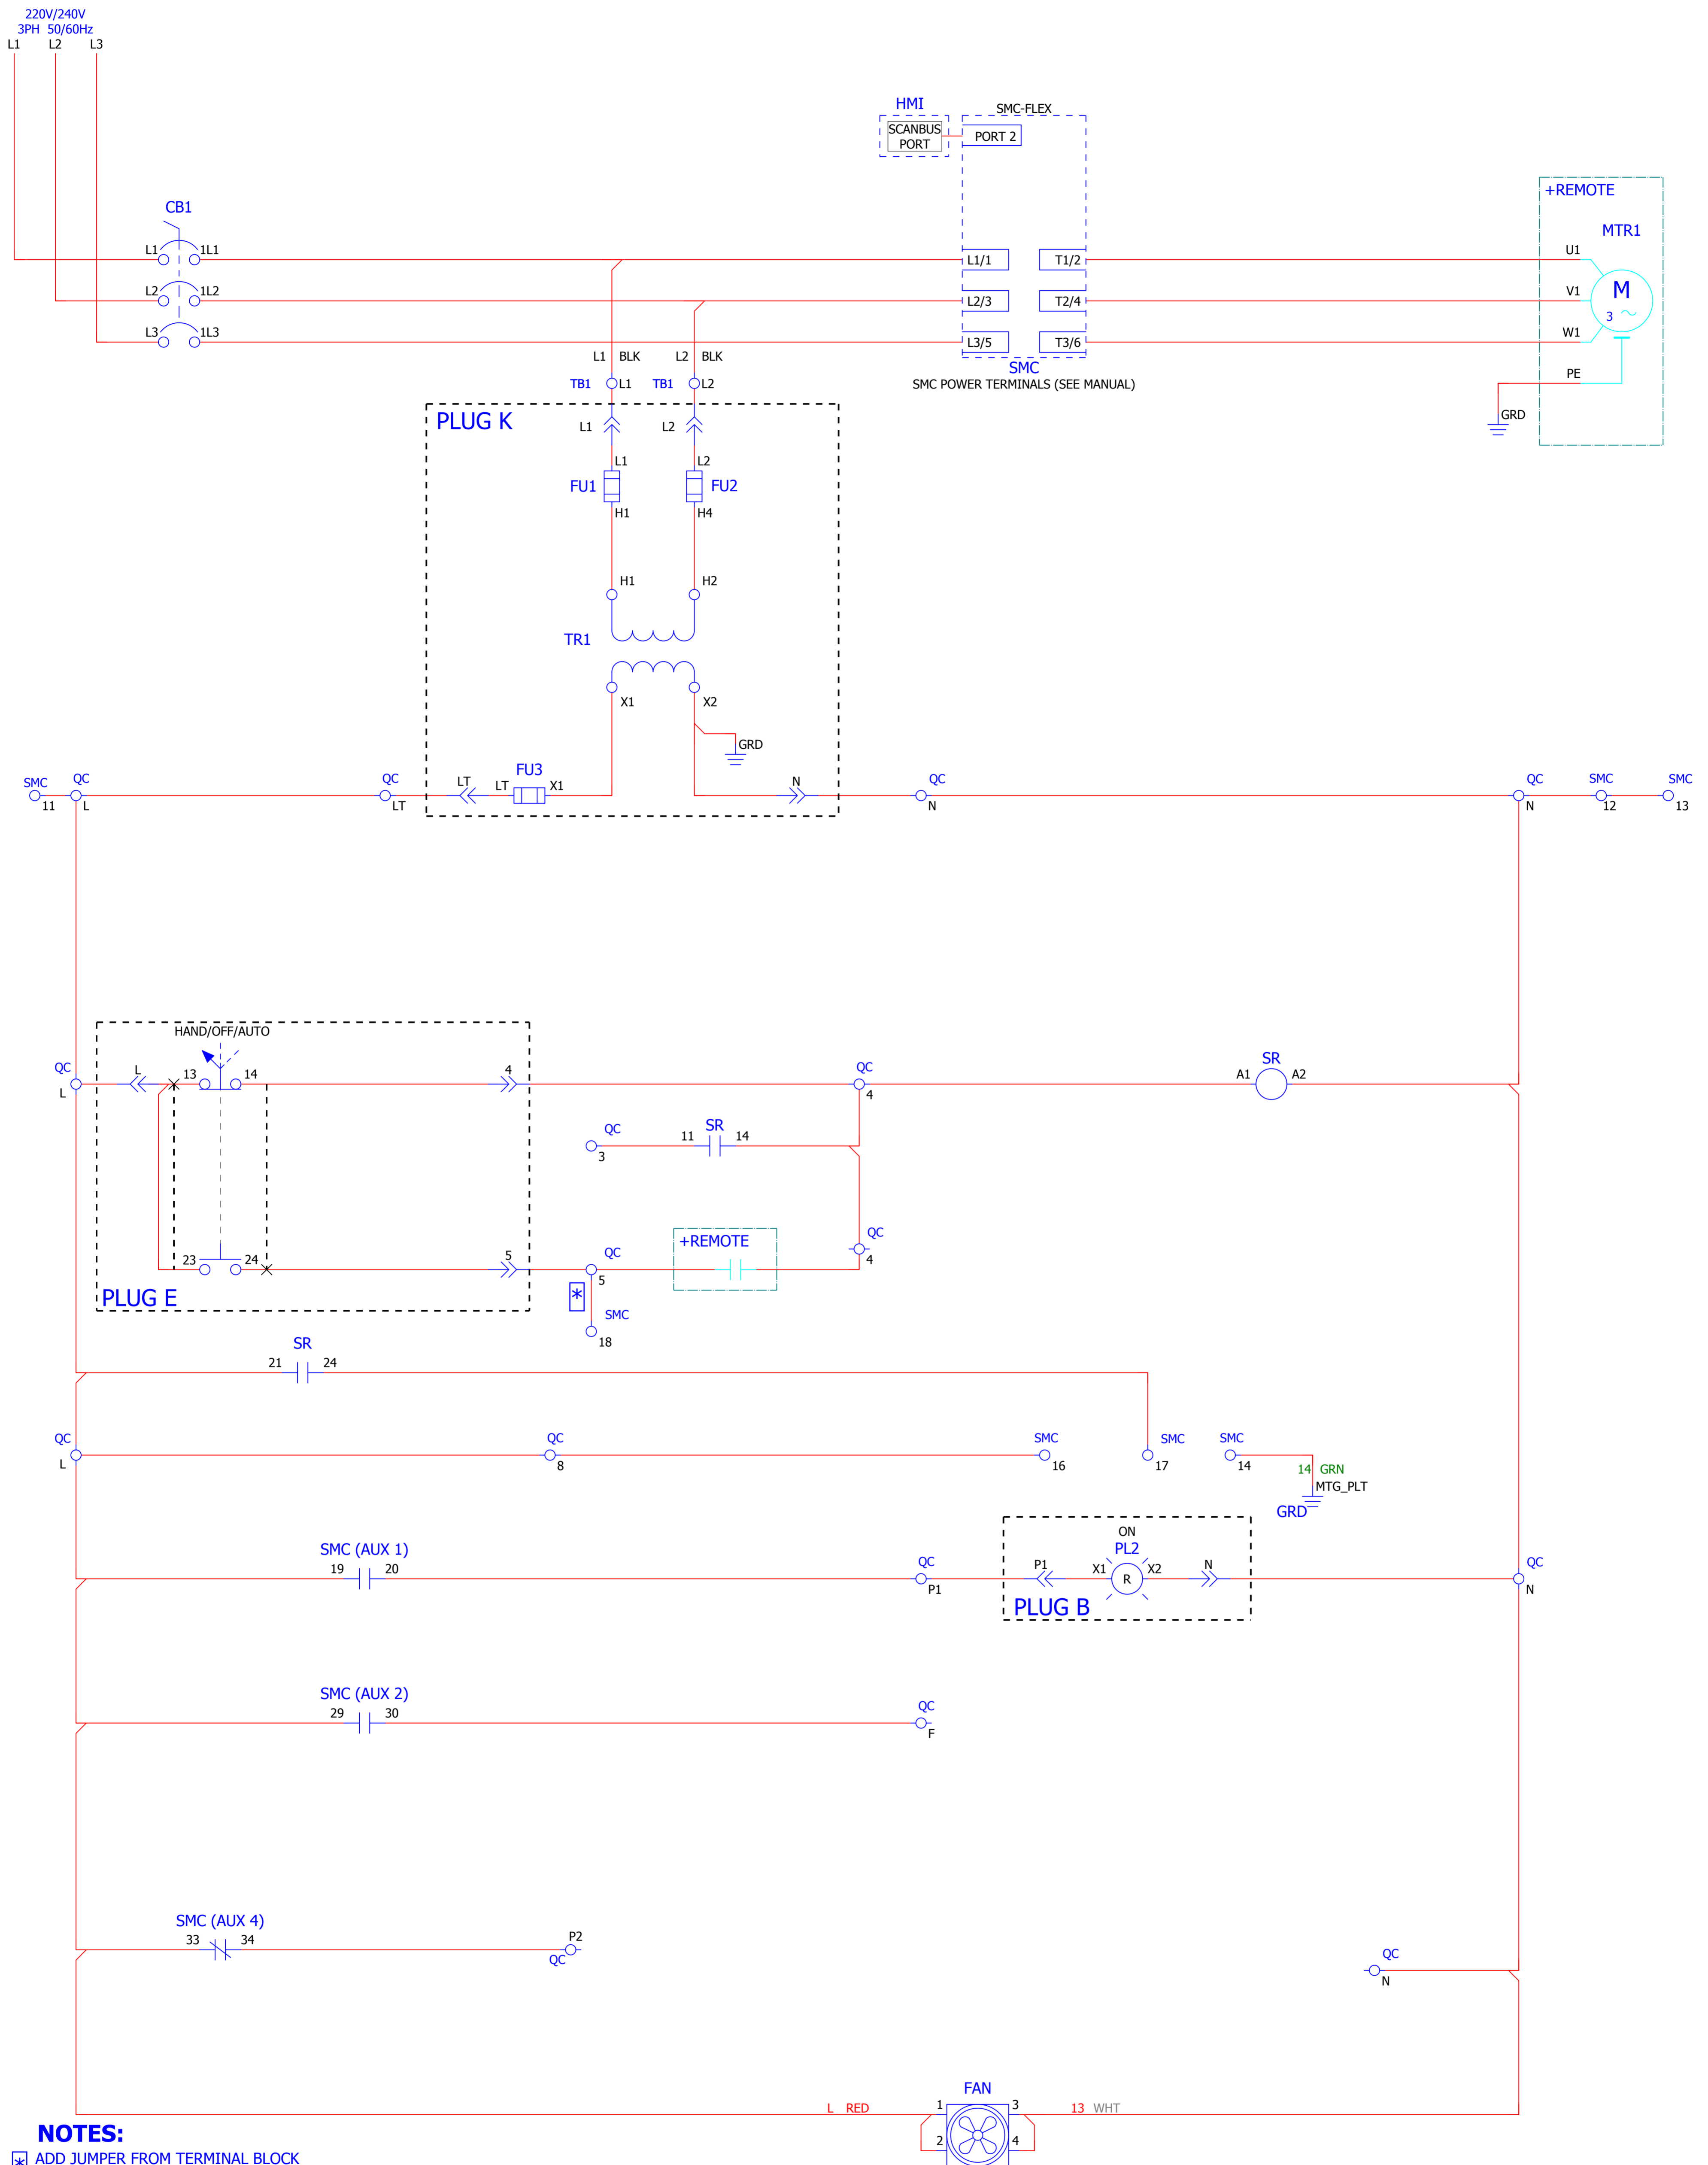 220V/240V
3PH 50/60Hz
L1 L2 L3
HMI
SMC-FLEX
SCANBUS
PORT
PORT 2
+REMOTE
CB1
MTR1
L1 1L1
L1/1 T1/2
U1
L2 1L2
L2/3 T2/4
V1
M
3
L3 1L3
L3/5 T3/6
W1
L1 BLK L2 BLK
SMC
PE
TB1 L1 TB1 L2
SMC POWER TERMINALS (SEE MANUAL)
GRD
PLUG K
L1 L2
L1 L2
FU1 FU2
H1 H4
H1 H2
TR1
X1 X2
GRD
SMC QC QC LT LT FU3 X1 N QC QC SMC SMC
11 L LT N N 12 13
HAND/OFF/AUTO
QC L 13 14 4 QC SR
L 4 A1 A2
QC 11 SR 14
3
QC
4
+REMOTE
23 24 5 QC
5
PLUG E
*
SMC
18
SR
21 24
QC QC SMC SMC SMC
L 8 16 17 14
14 GRN
MTG_PLT
GRD
ON
SMC (AUX 1)
PL2
19 20 QC P1 X1 R X2 N QC
P1 N
PLUG B
SMC (AUX 2)
29 30 QC
F
SMC (AUX 4)
33 34 P2
QC
QC
N
FAN
L RED 1 3 13 WHT
2 4
NOTES:
* ADD JUMPER FROM TERMINAL BLOCK